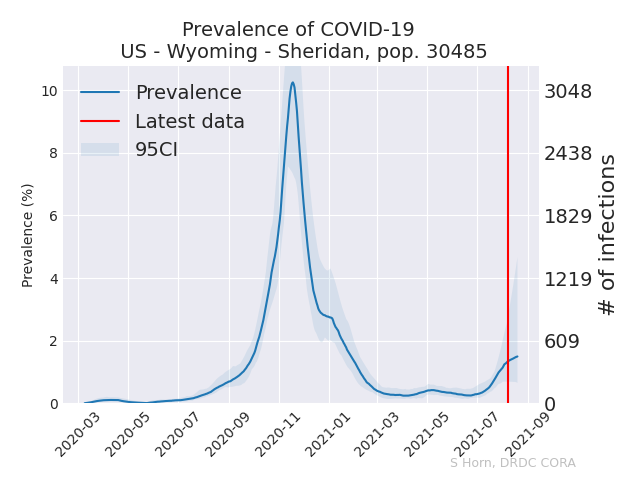 Prevalence of COVID-19
US - Wyoming - Sheridan, pop. 30485
Prevalence
Latest data
95CI
Prevalence (%)
10
8
6
4
2
0
3048
2438
1829
1219
609
0
# of infections
2020-03
2020-05
2020-07
2020-09
2020-11
2021-01
2021-03
2021-05
2021-07
2021-09
S Horn, DRDC CORA